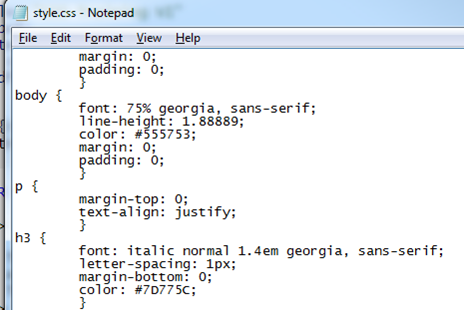 style.css - Notepad
File Edit Format View Help
margin: 0;
padding: 0;
}
body {
font: 75% georgia, sans-serif;
line-height: 1.88889;
color: #555753;
margin: 0;
padding: 0;
}
p {
margin-top: 0;
text-align: justify;
}
h3 {
font: italic normal 1.4em georgia, sans-serif;
letter-spacing: 1px;
margin-bottom: 0;
color: #7D775C;
}